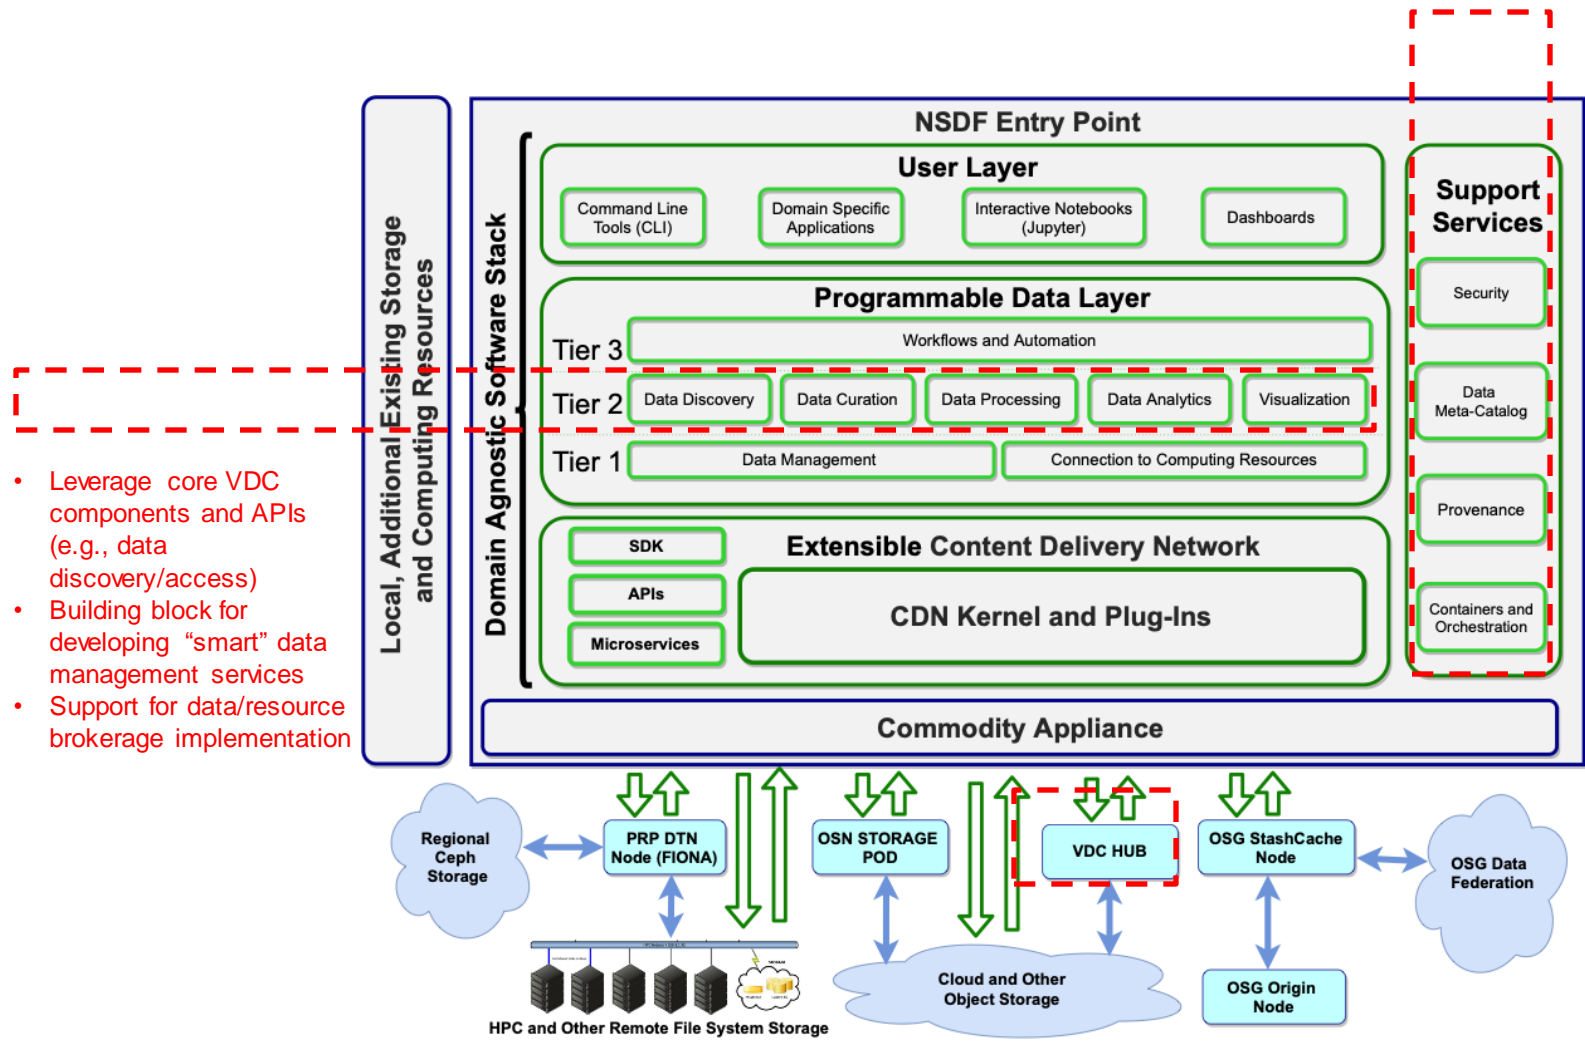 NSDF Entry Point
User Layer
Command Line
Tools (CLI)
Domain Specific
Applications
Interactive Notebooks
(Jupyter)
Dashboards
Support
Services
Security
Data
Meta-Catalog
Provenance
Containers and
Orchestration
Local, Additional Existing Storage
and Computing Resources
Domain Agnostic Software Stack
Programmable Data Layer
Tier 3
Workflows and Automation
Tier 2
Data Discovery
Data Curation
Data Processing
Data Analytics
Visualization
Tier 1
Data Management
Connection to Computing Resources
• Leverage core VDC
components and APIs
(e.g., data
discovery/access)
• Building block for
developing “smart” data
management services
• Support for data/resource
brokerage implementation
Extensible Content Delivery Network
SDK
APIs
Microservices
CDN Kernel and Plug-Ins
Commodity Appliance
Regional
Ceph
Storage
PRP DTN
Node (FIONA)
OSN STORAGE
POD
VDC HUB
OSG StashCache
Node
OSG Data
Federation
Cloud and Other
Object Storage
OSG Origin
Node
HPC and Other Remote File System Storage